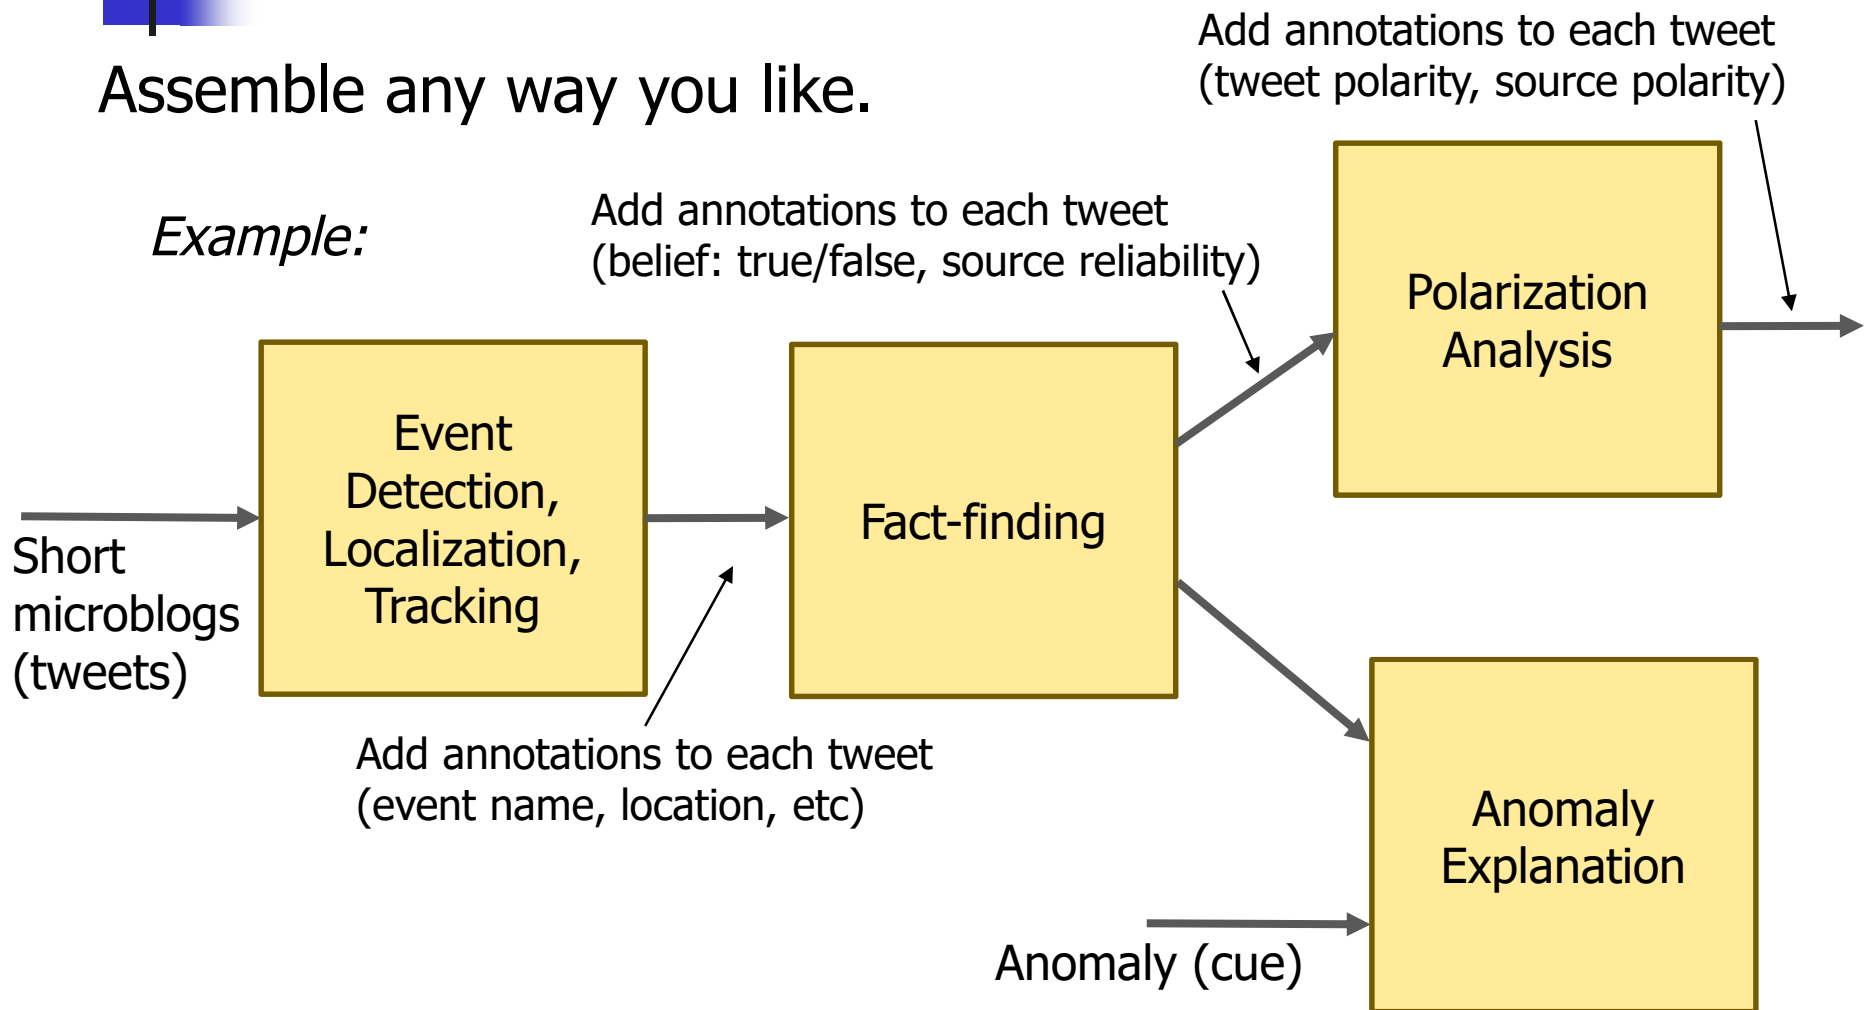 Assemble any way you like.
Example:
Add annotations to each tweet
(tweet polarity, source polarity)
Add annotations to each tweet
(belief: true/false, source reliability)
Polarization
Analysis
Event
Detection,
Localization,
Tracking
Fact-finding
Short
microblogs
(tweets)
Add annotations to each tweet
(event name, location, etc)
Anomaly
Explanation
Anomaly (cue)